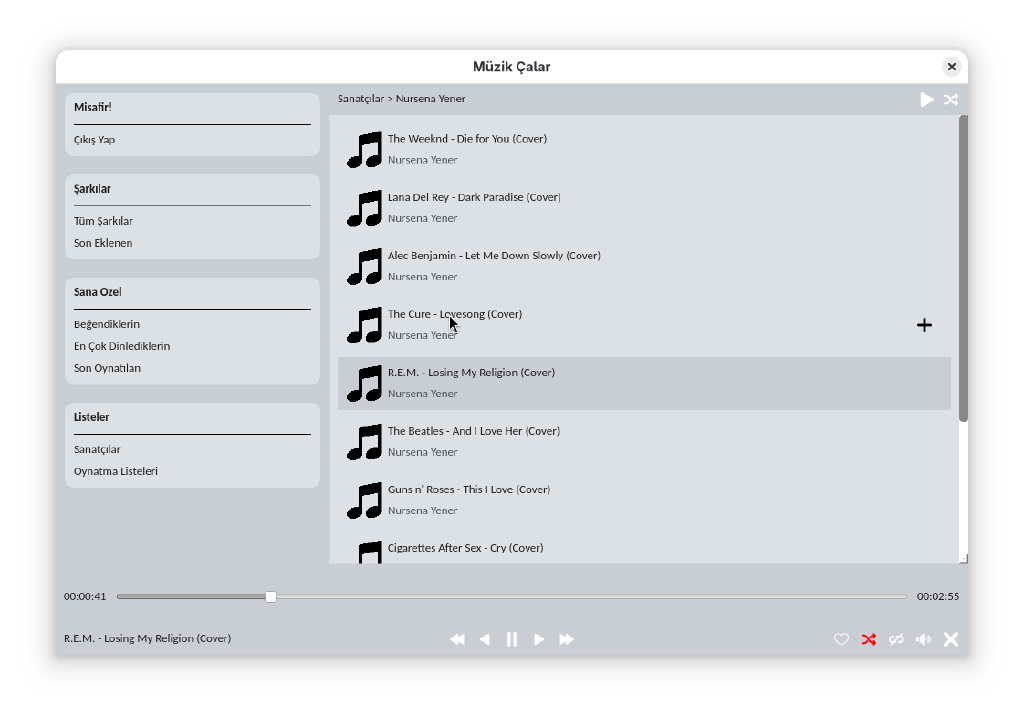 Müzik Çalar
Misafir!
Çıkış Yap
Şarkılar
Tüm Şarkılar
Son Eklenen
Sana Özel
Beğendiklerin
En Çok Dinlediklerin
Son Oynatılan
Listeler
Sanatçılar
Oynatma Listeleri
Sanatçılar > Nursena Yener
The Weeknd - Die for You (Cover)
Nursena Yener
Lana Del Rey - Dark Paradise (Cover)
Nursena Yener
Alec Benjamin - Let Me Down Slowly (Cover)
Nursena Yener
The Cure - Lovesong (Cover)
Nursena Yener
R.E.M. - Losing My Religion (Cover)
Nursena Yener
The Beatles - And I Love Her (Cover)
Nursena Yener
Guns n' Roses - This I Love (Cover)
Nursena Yener
Cigarettes After Sex - Cry (Cover)
00:00:41
00:02:55
R.E.M. - Losing My Religion (Cover)